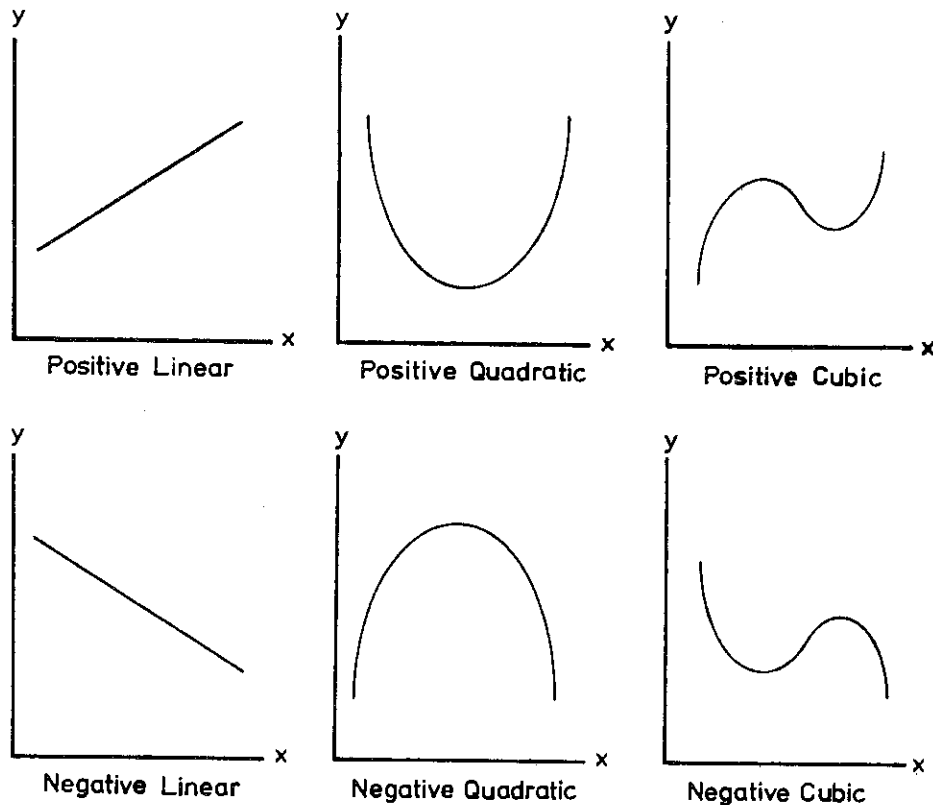 y
x
Positive Linear
y
x
Positive Quadratic
y
x
Positive Cubic
y
x
Negative Linear
y
x
Negative Quadratic
y
x
Negative Cubic